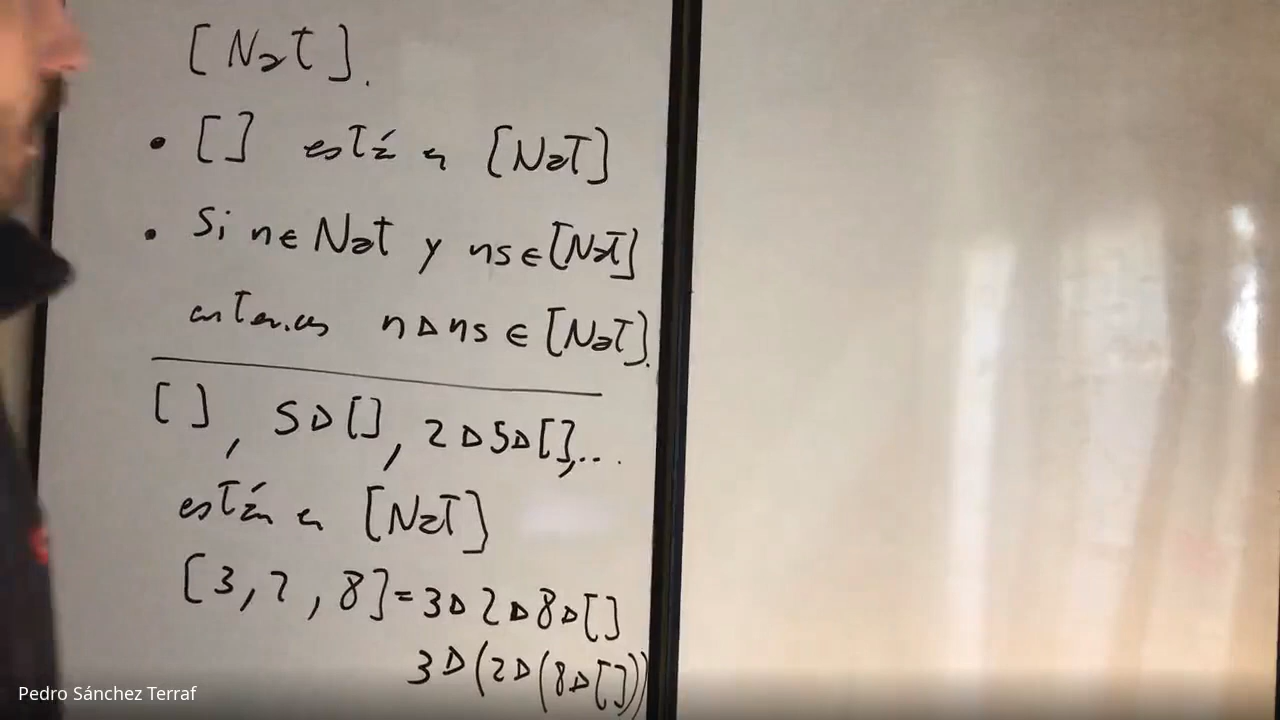 [Nat].
• [] está en [Nat]
• Si n∈Nat y ns∈[Nat]
entonces n▷ns ∈ [Nat].
[] , 5▷[] , 2▷5▷[],...
están en [Nat]
[3, 2, 8] = 3▷2▷8▷[]
3▷(2▷(8▷[]))
Pedro Sánchez Terraf